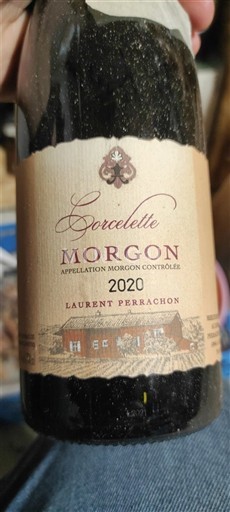 Corcelette
MORGON
APPELLATION MORGON CONTRÔLÉE
2020
LAURENT PERRACHON